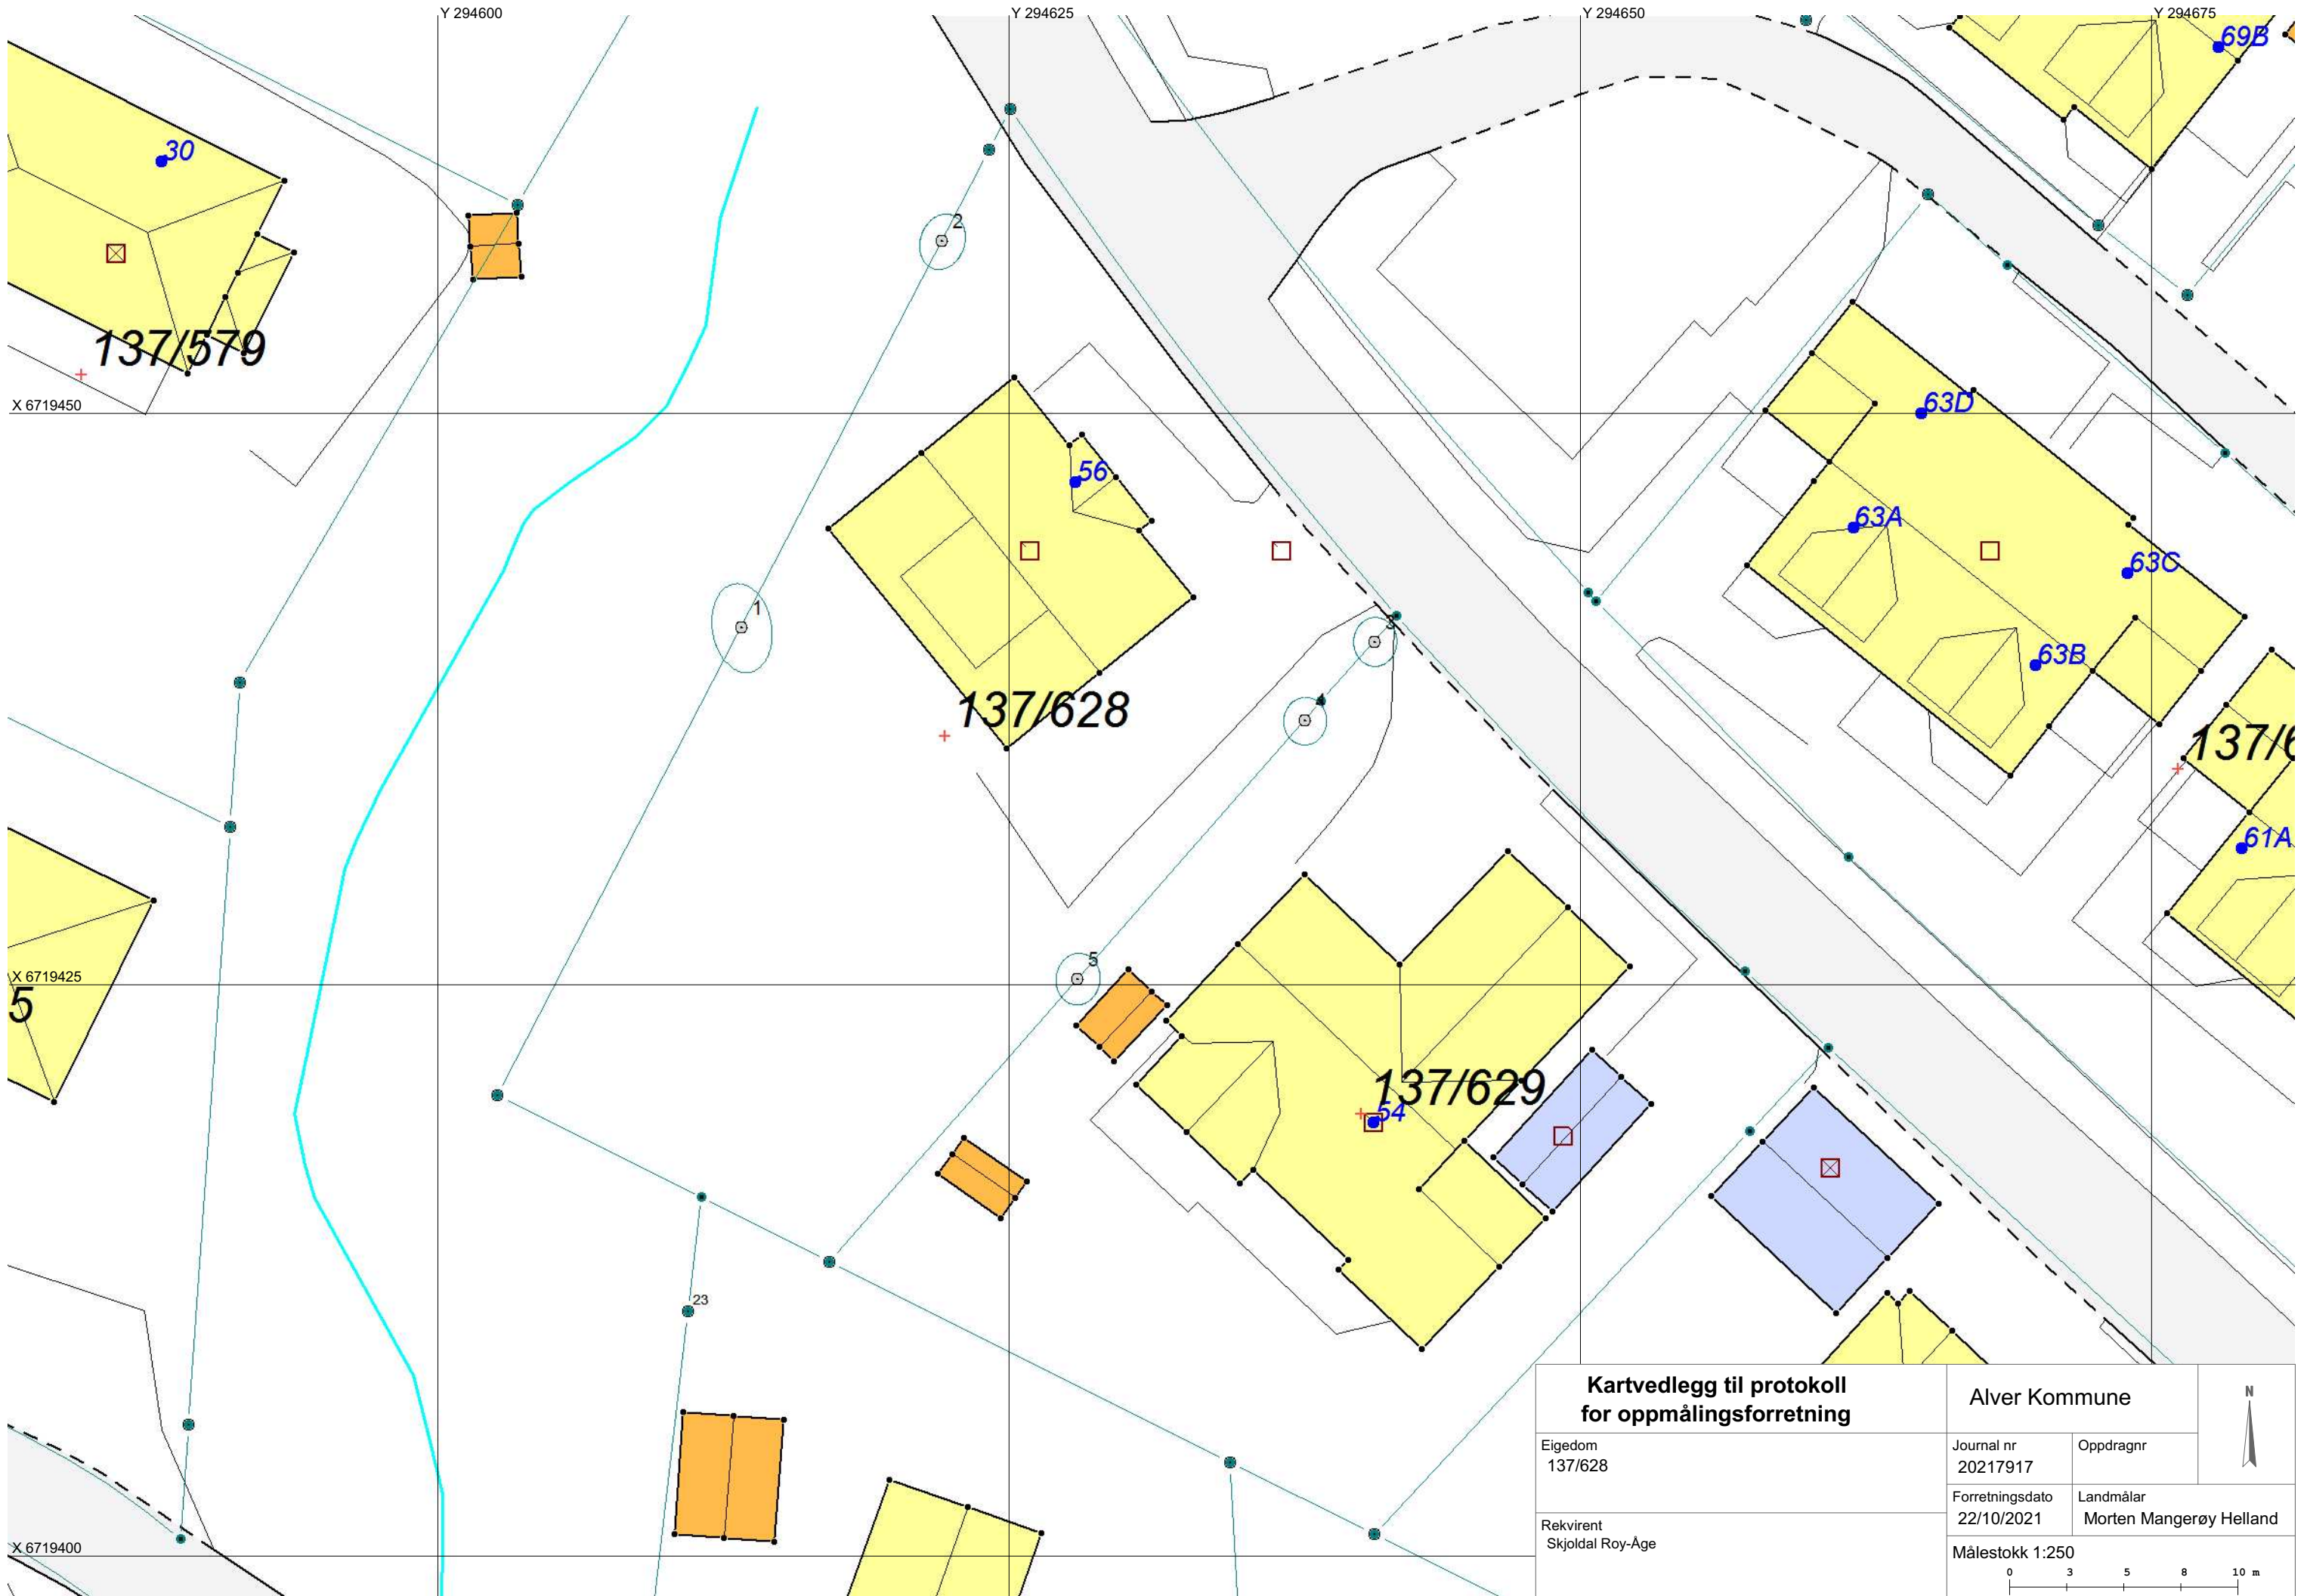 Y 294600
Y 294625
Y 294650
Y 294675
69B
30
2
137/579
X 6719450
63D
56
63A
63C
1
3
63B
4
137/628
137/6
61A
5
X 6719425
5
137/629
54
23
X 6719400
Kartvedlegg til protokoll
for oppmålingsforretning
Alver Kommune
N
Eigedom
137/628
Journal nr
20217917
Oppdragnr
Forretningsdato
22/10/2021
Landmålar
Morten Mangerøy Helland
Rekvirent
Skjoldal Roy-Åge
Målestokk 1:250
0 3 5 8 10 m